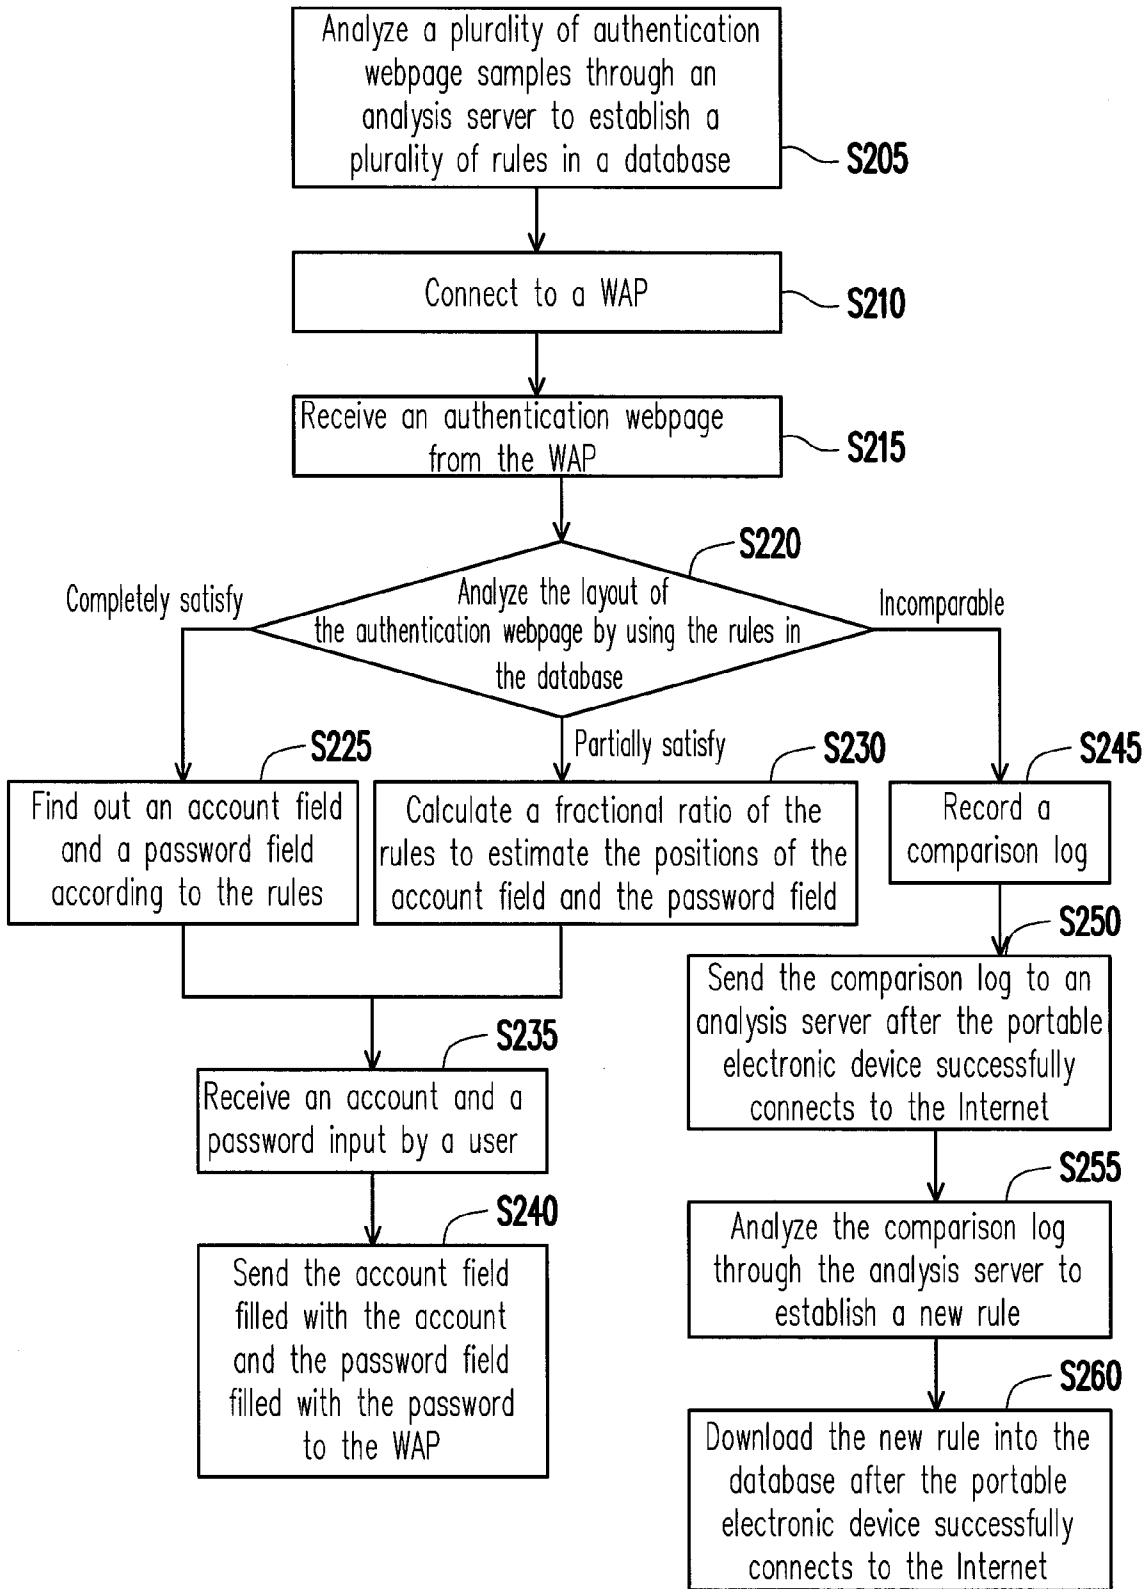 Analyze a plurality of authentication
webpage samples through an
analysis server to establish a
plurality of rules in a database
S205
Connect to a WAP
S210
Receive an authentication webpage
from the WAP
S215
S220
Analyze the layout of
the authentication webpage by using the rules in
the database
Completely satisfy
Incomparable
Partially satisfy
S225
Find out an account field
and a password field
according to the rules
S230
Calculate a fractional ratio of the
rules to estimate the positions of the
account field and the password field
S245
Record a
comparison log
S235
Receive an account and a
password input by a user
S240
Send the account field
filled with the account
and the password field
filled with the password
to the WAP
S250
Send the comparison log to an
analysis server after the portable
electronic device successfully
connects to the Internet
S255
Analyze the comparison log
through the analysis server to
establish a new rule
S260
Download the new rule into the
database after the portable
electronic device successfully
connects to the Internet